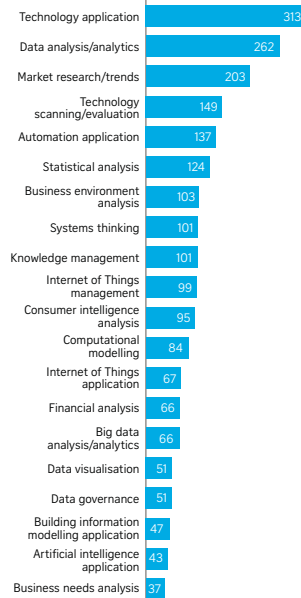 Technology application 313
Data analysis/analytics 262
Market research/trends 203
Technology
scanning/evaluation 149
Automation application 137
Statistical analysis 124
Business environment
analysis 103
Systems thinking 101
Knowledge management 101
Internet of Things
management 99
Consumer intelligence
analysis 95
Computational
modelling 84
Internet of Things
application 67
Financial analysis 66
Big data
analysis/analytics 66
Data visualisation 51
Data governance 51
Building information
modelling application 47
Artificial intelligence
application 43
Business needs analysis 37